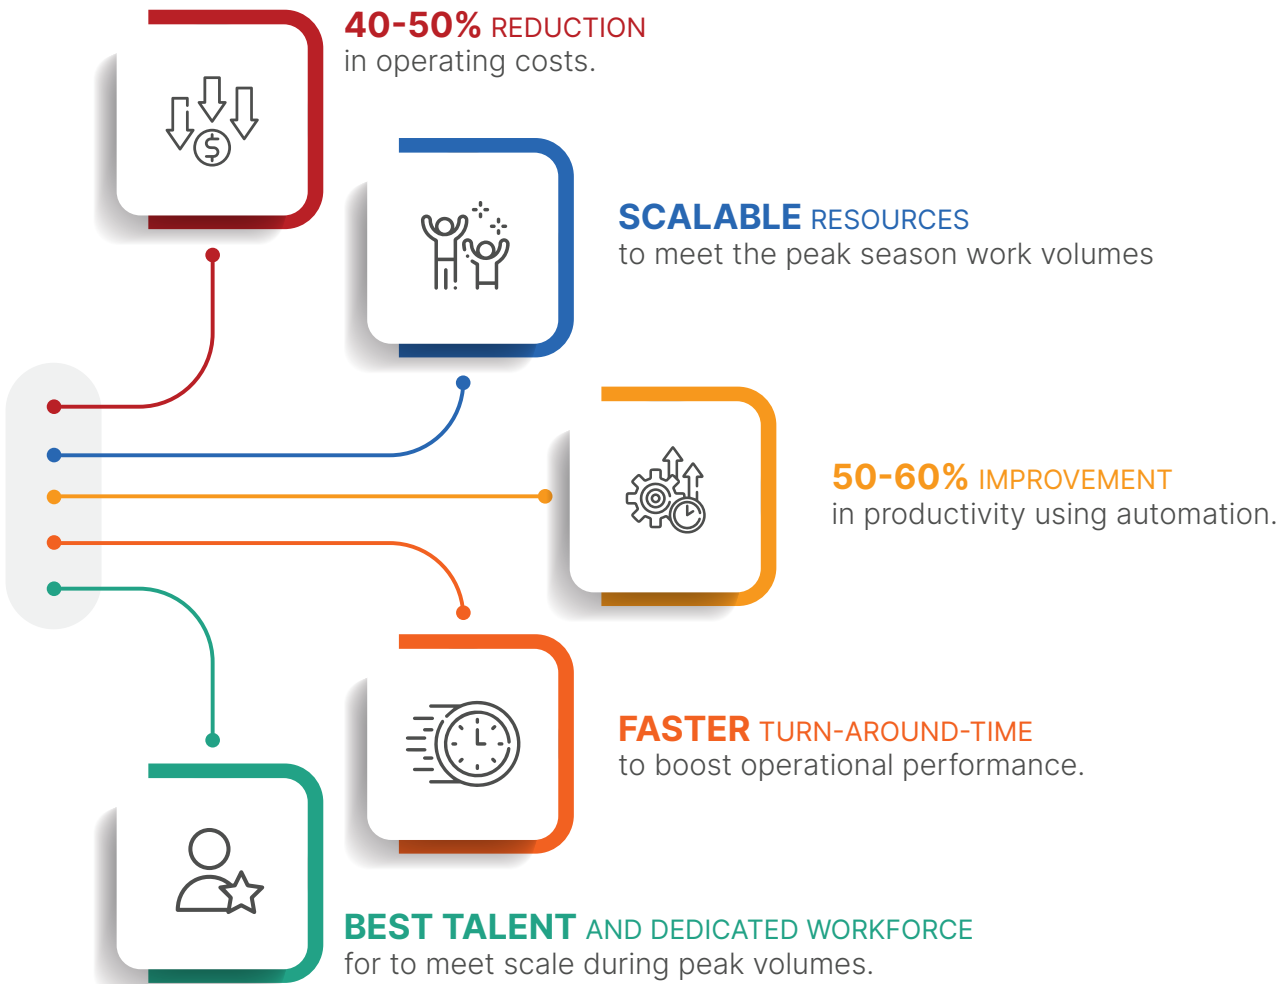 40-50% REDUCTION
in operating costs.
SCALABLE RESOURCES
to meet the peak season work volumes
50-60% IMPROVEMENT
in productivity using automation.
FASTER TURN-AROUND-TIME
to boost operational performance.
BEST TALENT AND DEDICATED WORKFORCE
for to meet scale during peak volumes.